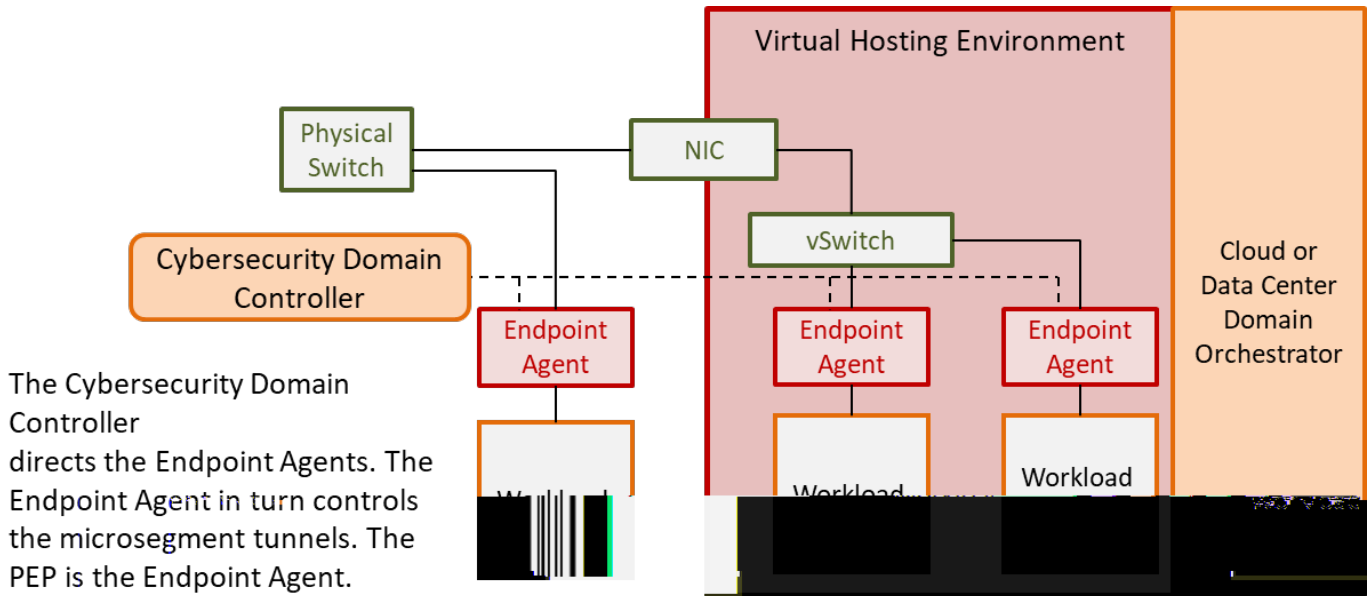 Virtual Hosting Environment
Physical
Switch
NIC
vSwitch
Cybersecurity Domain
Controller
Cloud or
Data Center
Domain
Orchestrator
Endpoint
Agent
Endpoint
Agent
Endpoint
Agent
The Cybersecurity Domain
Controller
directs the Endpoint Agents. The
Endpoint Agent in turn controls
the microsegment tunnels. The
PEP is the Endpoint Agent.
Workload
Workload